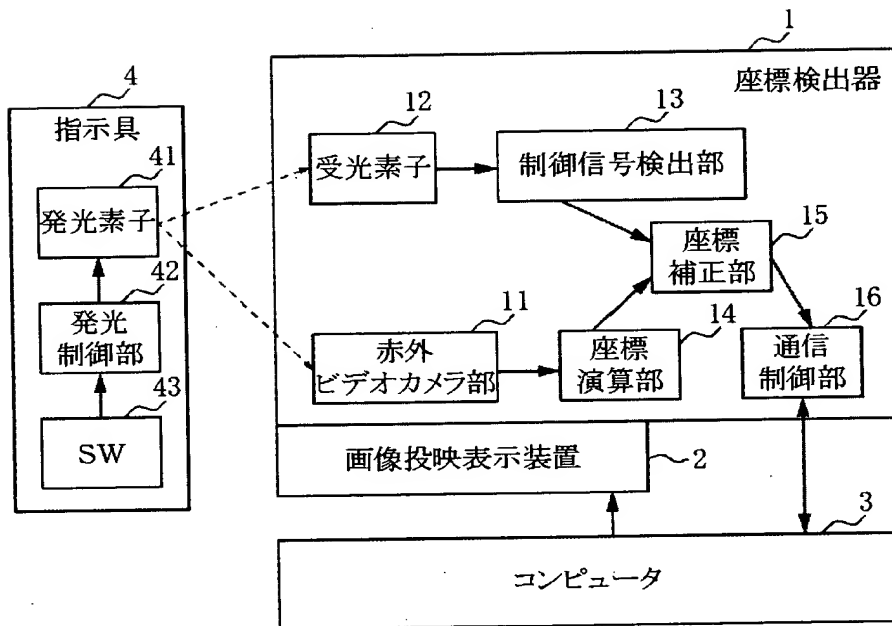 1
座標検出器
4
指示具
41
発光素子
42
発光
制御部
43
SW
12
受光素子
13
制御信号検出部
15
座標
補正部
11
赤外
ビデオカメラ部
14
座標
演算部
16
通信
制御部
画像投映表示装置
2
3
コンピュータ